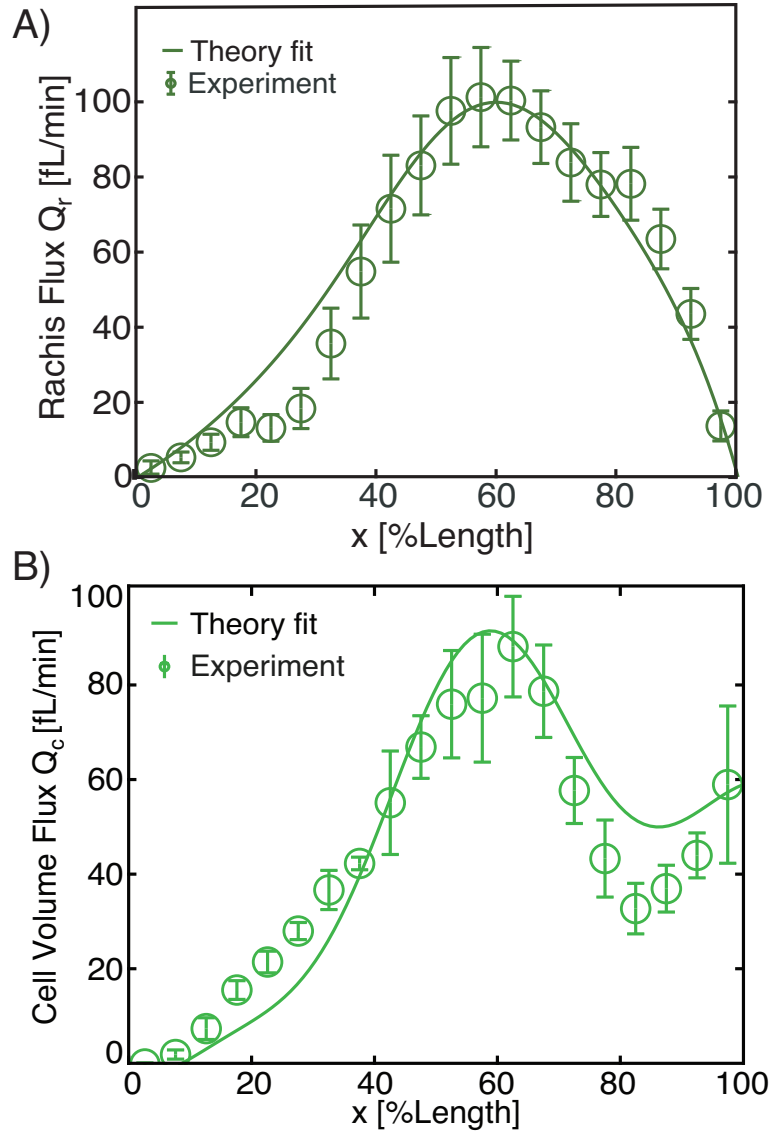 A)
Theory fit
Experiment
Rachis Flux Q_r [fL/min]
100
80
60
40
20
0
0 20 40 60 80 100
x [%Length]
B)
Theory fit
Experiment
Cell Volume Flux Q_c [fL/min]
100
80
60
40
20
0
0 20 40 60 80 100
x [%Length]